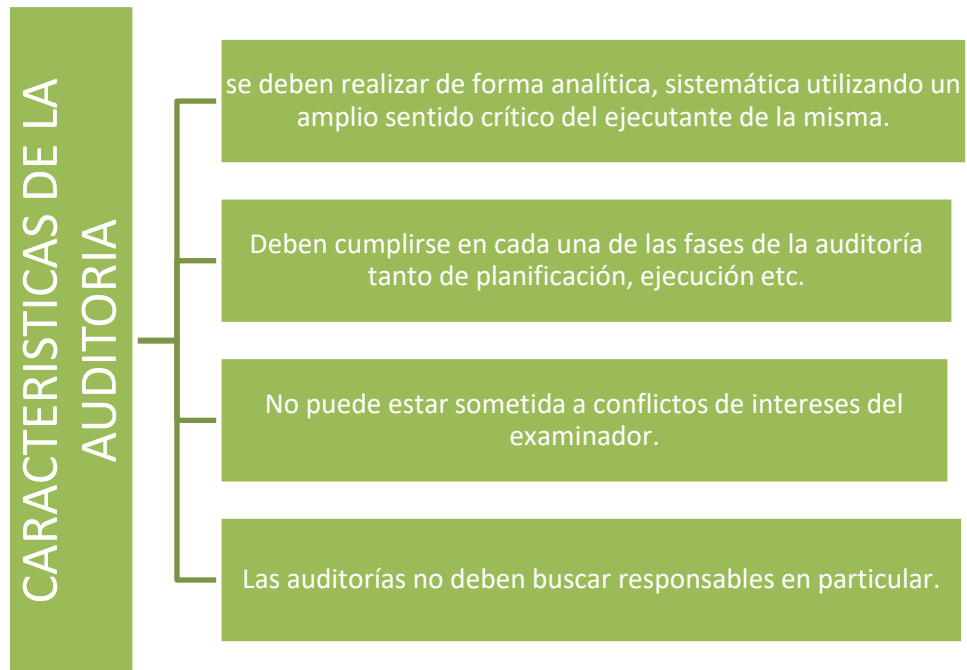 CARACTERISTICAS DE LA
AUDITORIA
se deben realizar de forma analítica, sistemática utilizando un
amplio sentido crítico del ejecutante de la misma.
Deben cumplirse en cada una de las fases de la auditoría
tanto de planificación, ejecución etc.
No puede estar sometida a conflictos de intereses del
examinador.
Las auditorías no deben buscar responsables en particular.